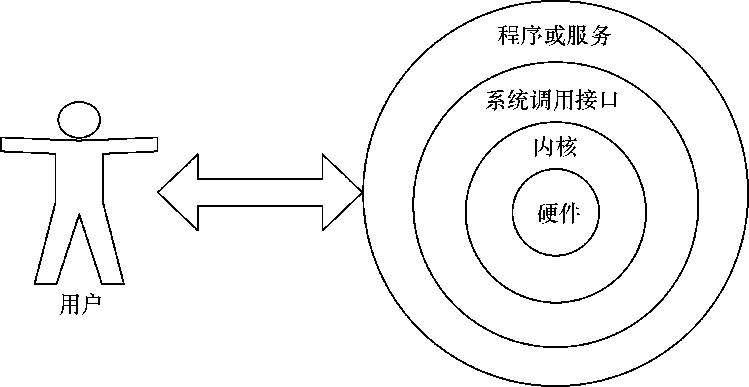 程序或服务
系统调用接口
内核
硬件
用户